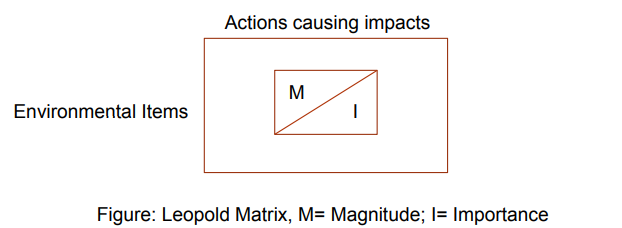 Actions causing impacts
M
Environmental Items
I
Figure: Leopold Matrix, M= Magnitude; I= Importance